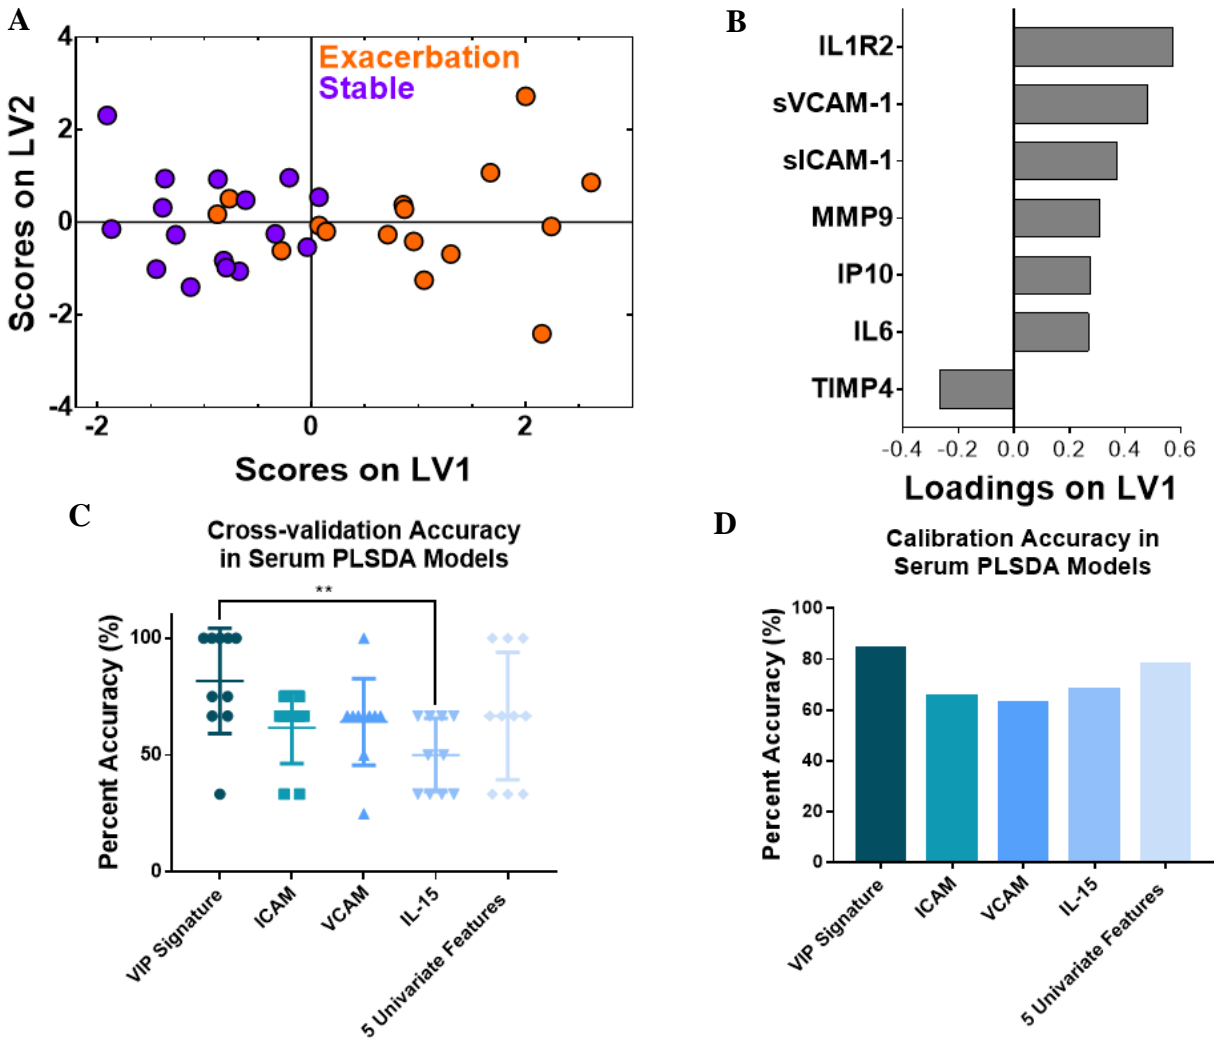 A
Exacerbation
Stable
4
2
0
-2
-4
-2
0
2
Scores on LV2
Scores on LV1
B
IL1R2
sVCAM-1
sICAM-1
MMP9
IP10
IL6
TIMP4
-0.4
-0.2
0.0
0.2
0.4
0.6
Loadings on LV1
C
Cross-validation Accuracy
in Serum PLSDA Models
**
Percent Accuracy (%)
100
50
0
VIP Signature
ICAM
VCAM
IL-15
5 Univariate Features
D
Calibration Accuracy in
Serum PLSDA Models
Percent Accuracy (%)
100
80
60
40
20
0
VIP Signature
ICAM
VCAM
IL-15
5 Univariate Features